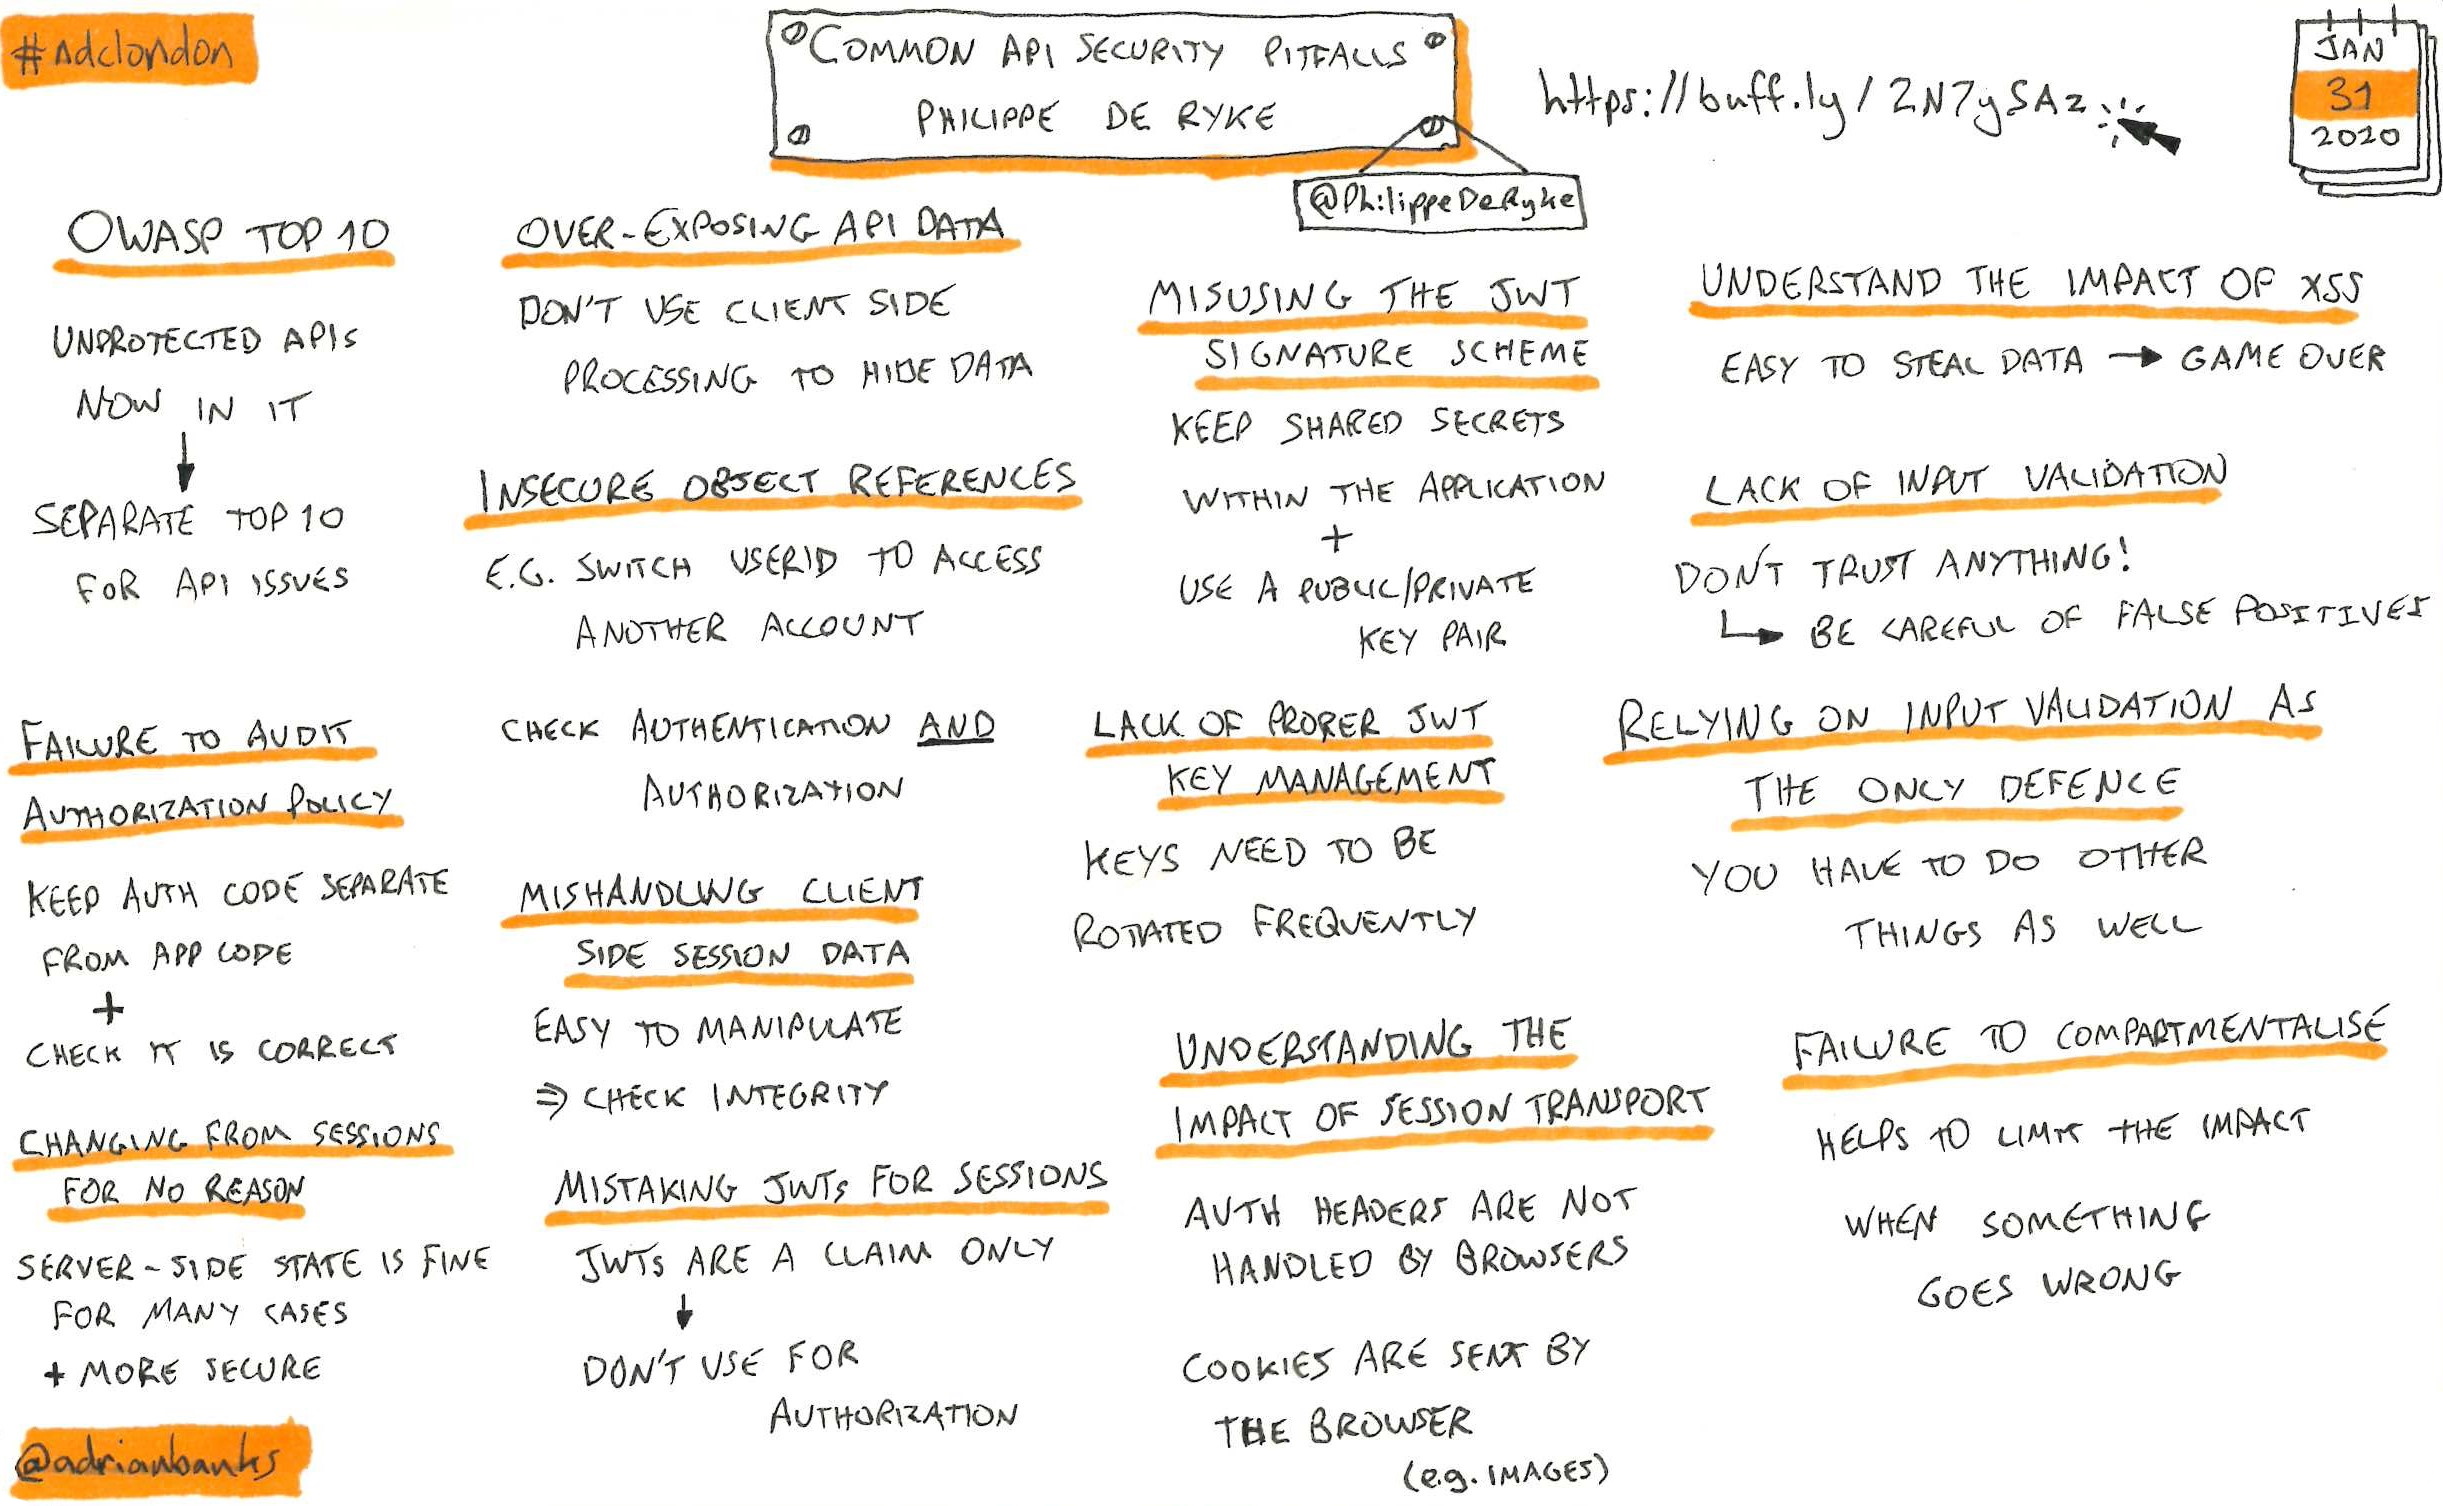 #ndclondon
COMMON API SECURITY PITFALLS
PHILIPPE DE RYKE
@PhilippeDeRyke
https://buff.ly/2N7ySAz
JAN
31
2020
OWASP TOP 10
UNPROTECTED APIs
NOW IN IT
SEPARATE TOP 10
FOR API ISSUES
FAILURE TO AUDIT
AUTHORIZATION POLICY
KEEP AUTH CODE SEPARATE
FROM APP CODE
+
CHECK IT IS CORRECT
CHANGING FROM SESSIONS
FOR NO REASON
SERVER-SIDE STATE IS FINE
FOR MANY CASES
+ MORE SECURE
@adrianbanks
OVER-EXPOSING API DATA
DON'T USE CLIENT SIDE
PROCESSING TO HIDE DATA
INSECURE OBJECT REFERENCES
E.G. SWITCH USERID TO ACCESS
ANOTHER ACCOUNT
CHECK AUTHENTICATION AND
AUTHORIZATION
MISHANDLING CLIENT
SIDE SESSION DATA
EASY TO MANIPULATE
⇒ CHECK INTEGRITY
MISTAKING JWTs FOR SESSIONS
JWTs ARE A CLAIM ONLY
DON'T USE FOR
AUTHORIZATION
MISUSING THE JWT
SIGNATURE SCHEME
KEEP SHARED SECRETS
WITHIN THE APPLICATION
+
USE A PUBLIC/PRIVATE
KEY PAIR
LACK OF PROPER JWT
KEY MANAGEMENT
KEYS NEED TO BE
ROTATED FREQUENTLY
UNDERSTANDING THE
IMPACT OF SESSION TRANSPORT
AUTH HEADERS ARE NOT
HANDLED BY BROWSERS
COOKIES ARE SENT BY
THE BROWSER
(e.g. IMAGES)
UNDERSTAND THE IMPACT OF XSS
EASY TO STEAL DATA → GAME OVER
LACK OF INPUT VALIDATION
DON'T TRUST ANYTHING!
BE CAREFUL OF FALSE POSITIVES
RELYING ON INPUT VALIDATION AS
THE ONLY DEFENCE
YOU HAVE TO DO OTHER
THINGS AS WELL
FAILURE TO COMPARTMENTALISE
HELPS TO LIMIT THE IMPACT
WHEN SOMETHING
GOES WRONG